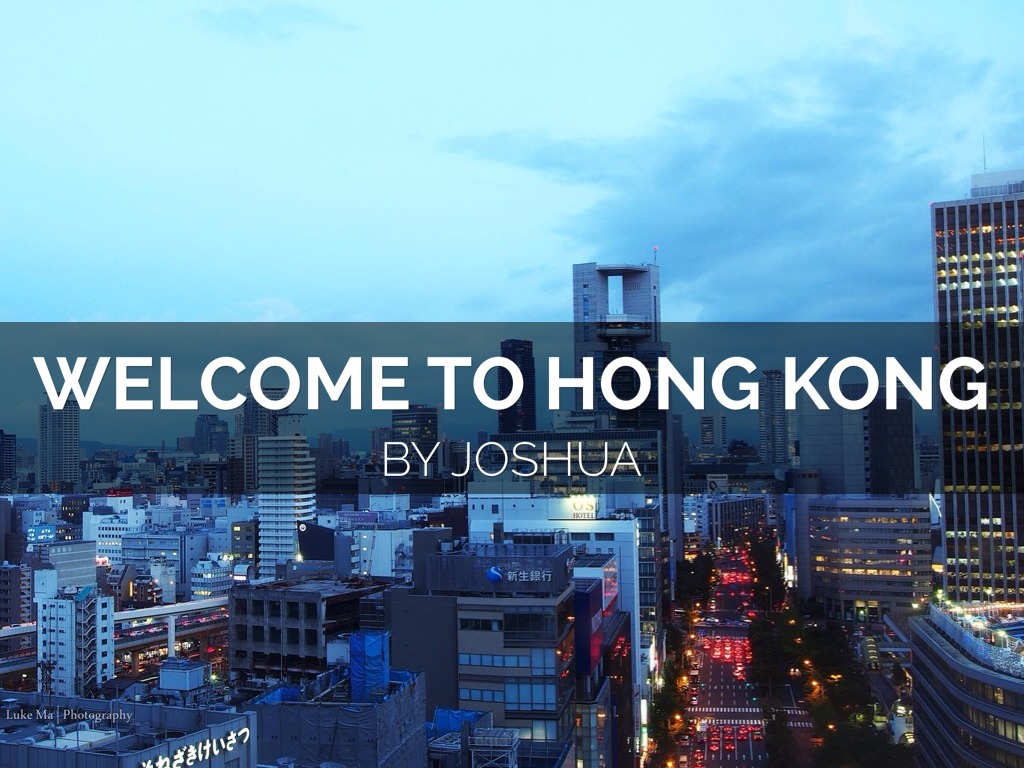 WELCOME TO HONG KONG
BY JOSHUA
OS
HOTEL
新生銀行
Luke Ma | Photography
それざきけいさつ